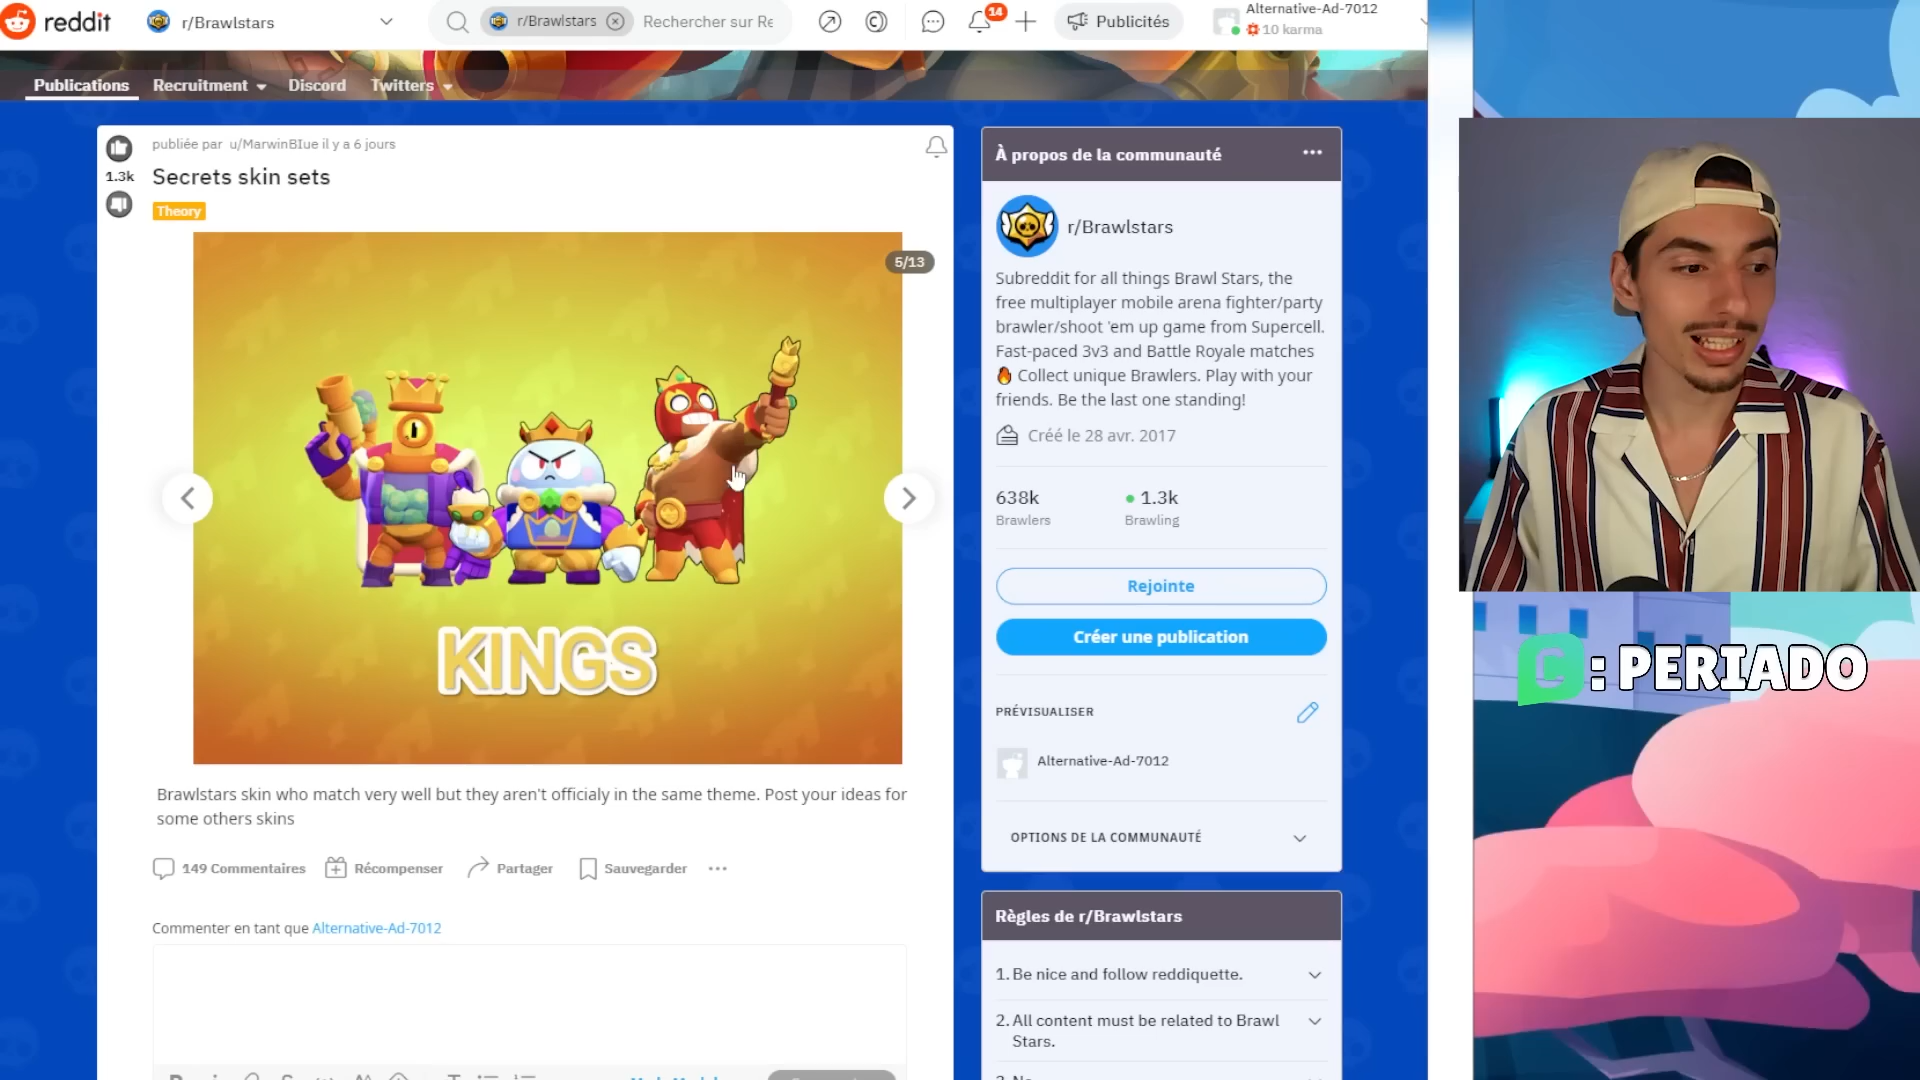 reddit
r/Brawlstars
r/Brawlstars
Rechercher sur Re
14
Publicités
Alternative-Ad-7012
10 karma
Publications
Recruitment
Discord
Twitters
publiée par u/MarwinBIue il y a 6 jours
1.3k
Secrets skin sets
Theory
5/13
KINGS
Brawlstars skin who match very well but they aren't officialy in the same theme. Post your ideas for
some others skins
149 Commentaires
Récompenser
Partager
Sauvegarder
Commenter en tant que Alternative-Ad-7012
À propos de la communauté
r/Brawlstars
Subreddit for all things Brawl Stars, the
free multiplayer mobile arena fighter/party
brawler/shoot 'em up game from Supercell.
Fast-paced 3v3 and Battle Royale matches
🔥 Collect unique Brawlers. Play with your
friends. Be the last one standing!
Créé le 28 avr. 2017
638k
1.3k
Brawlers
Brawling
Rejointe
Créer une publication
PRÉVISUALISER
Alternative-Ad-7012
OPTIONS DE LA COMMUNAUTÉ
Règles de r/Brawlstars
1. Be nice and follow reddiquette.
2. All content must be related to Brawl
Stars.
C : PERIADO